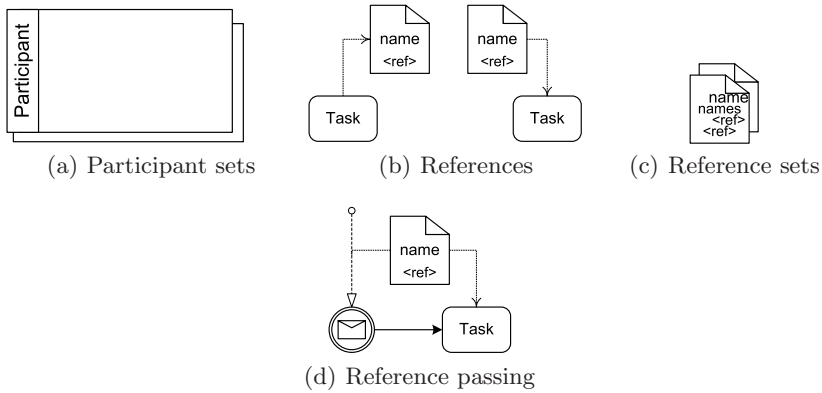 Participant
name
<ref>
Task
name
<ref>
Task
name
names
<ref>
<ref>
(a) Participant sets
(b) References
(c) Reference sets
name
<ref>
Task
(d) Reference passing